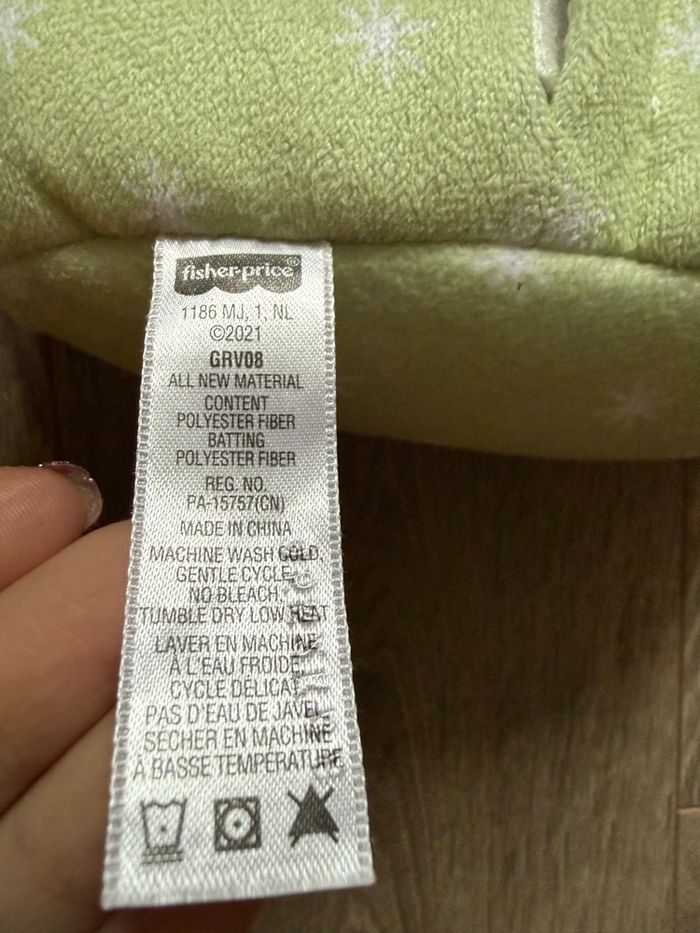 fisher-price®
1186 MJ, 1, NL
©2021
GRV08
ALL NEW MATERIAL
CONTENT
POLYESTER FIBER
BATTING
POLYESTER FIBER
REG. NO.
PA-15757(CN)
MADE IN CHINA
MACHINE WASH COLD
GENTLE CYCLE
NO BLEACH
TUMBLE DRY LOW HEAT
LAVER EN MACHINE
À L'EAU FROIDE
CYCLE DÉLICAT
PAS D'EAU DE JAVEL
SÉCHER EN MACHINE
À BASSE TEMPÉRATURE